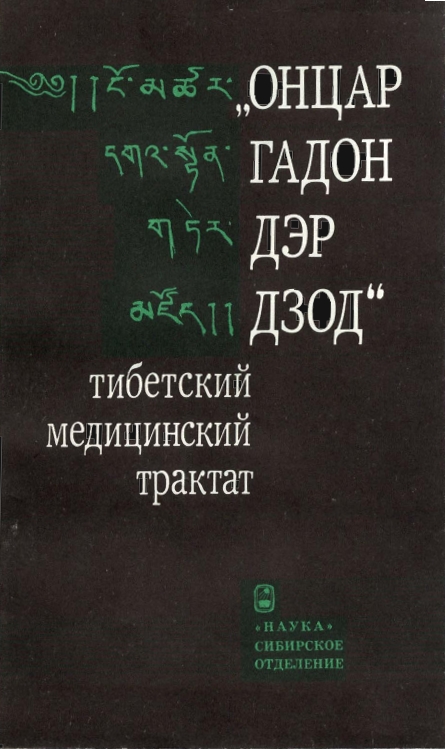 ༄།།ངོ་མཚར་ „ОНЦАР
དགའ་སྟོན་ ГАДОН
གཏེར་ ДЭР
མཛོད།། ДЗОД“
тибетский
медицинский
трактат
«НАУКА»
СИБИРСКОЕ
ОТДЕЛЕНИЕ